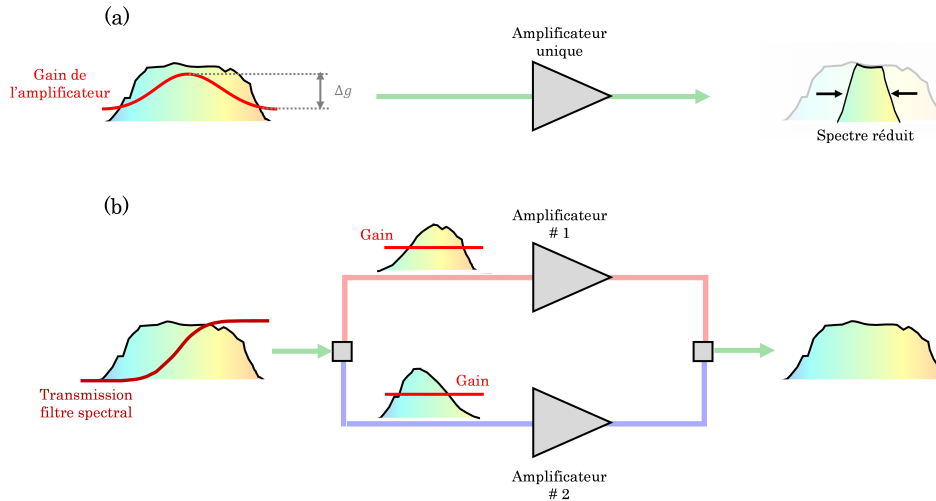 (a)
Amplificateur
unique
Gain de
l'amplificateur
Δg
Spectre réduit
(b)
Amplificateur
# 1
Gain
Gain
Transmission
filtre spectral
Amplificateur
# 2